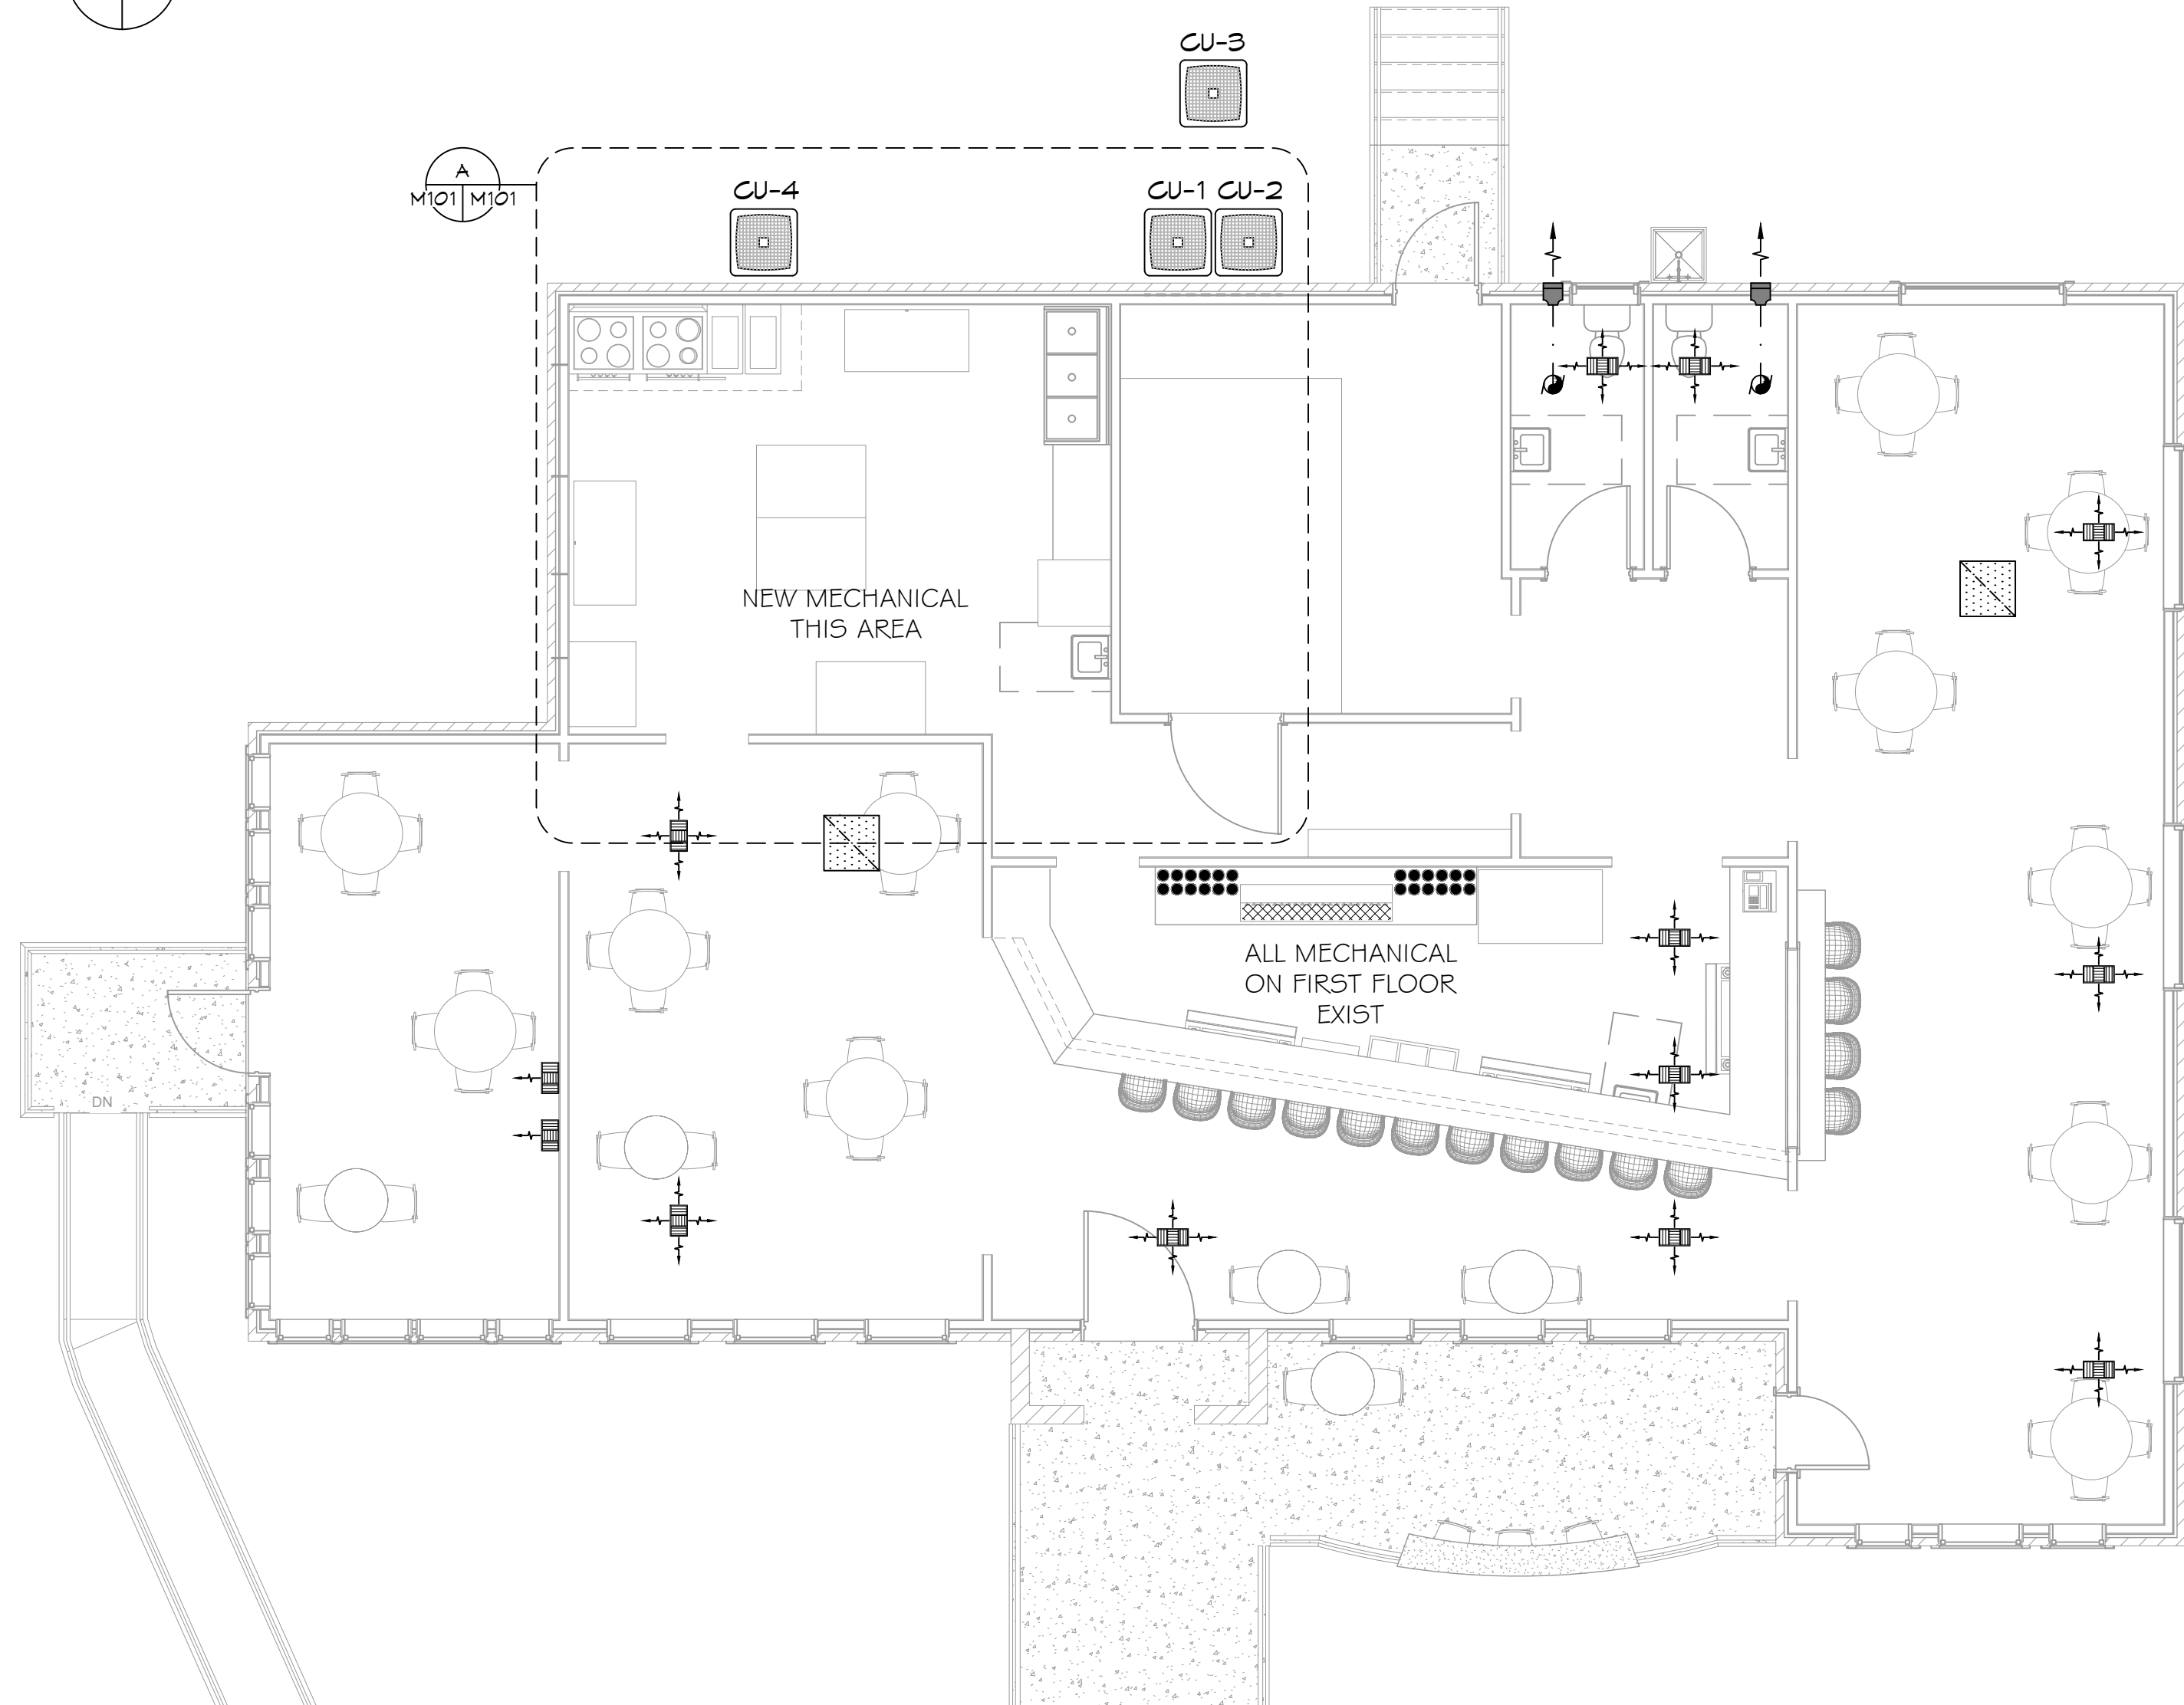 CU-3
A
M101 M101
CU-4
CU-1 CU-2
NEW MECHANICAL
THIS AREA
ALL MECHANICAL
ON FIRST FLOOR
EXIST
DN